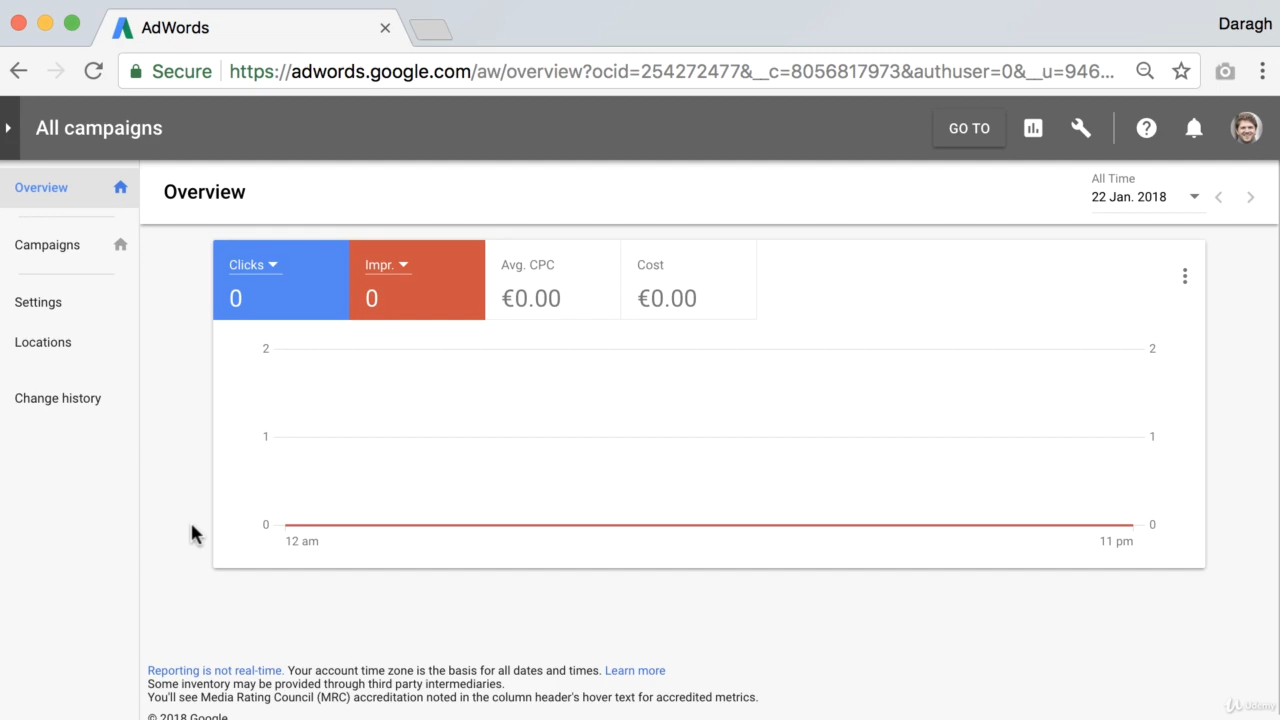 AdWords
Daragh
Secure
https://adwords.google.com/aw/overview?ocid=254272477&__c=8056817973&authuser=0&__u=946...
All campaigns
GO TO
Overview
Overview
All Time
22 Jan. 2018
Campaigns
Settings
Locations
Change history
Clicks
Impr.
Avg. CPC
Cost
0
0
€0.00
€0.00
2
2
1
1
0
0
12 am
11 pm
Reporting is not real-time. Your account time zone is the basis for all dates and times. Learn more
Some inventory may be provided through third party intermediaries.
You'll see Media Rating Council (MRC) accreditation noted in the column header's hover text for accredited metrics.
© 2018 Google
Udemy